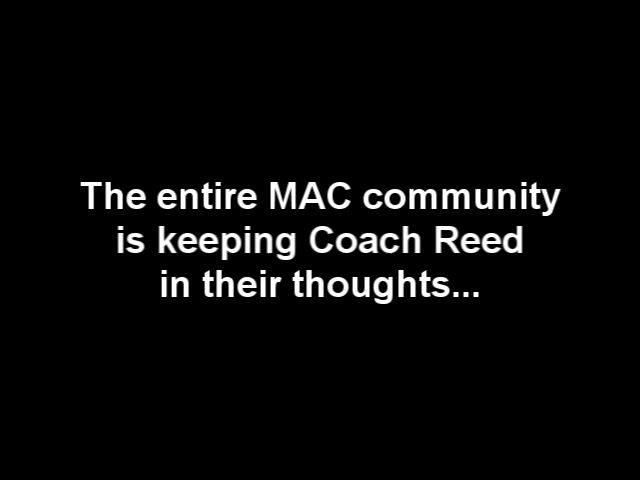 The entire MAC community
is keeping Coach Reed
in their thoughts...